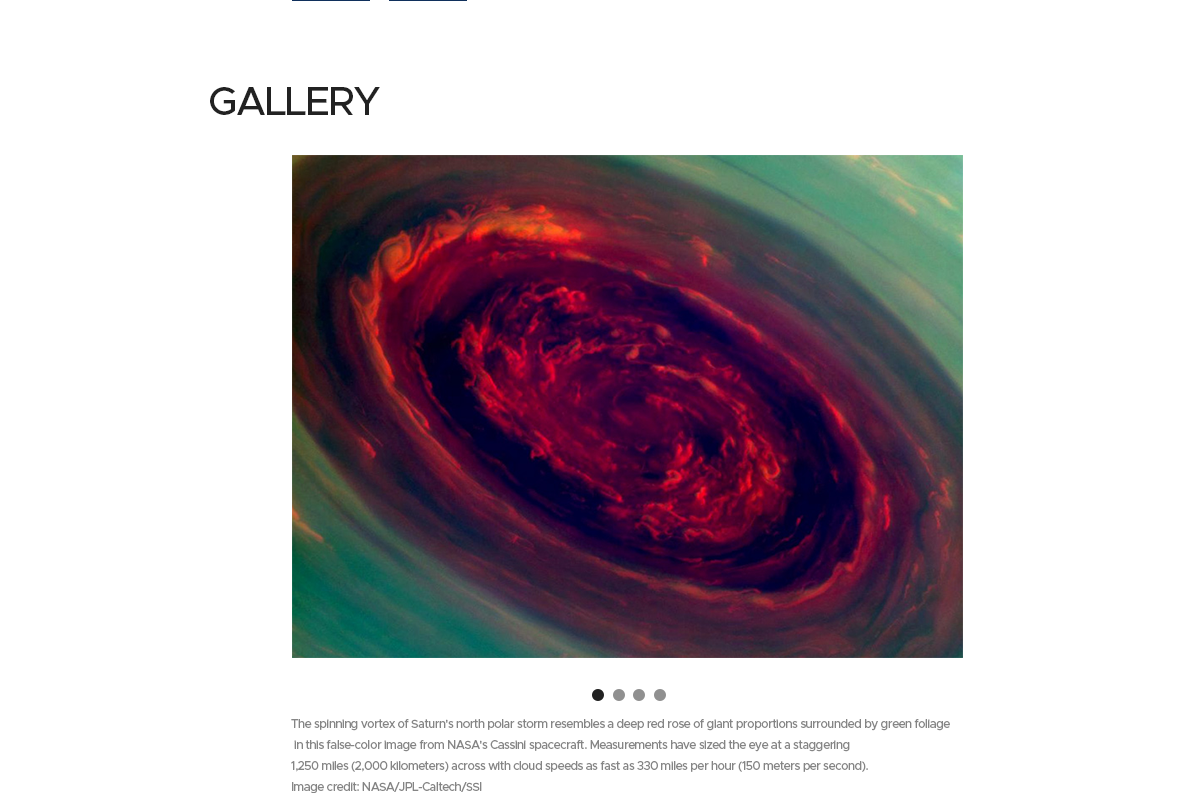 GALLERY
The spinning vortex of Saturn's north polar storm resembles a deep red rose of giant proportions surrounded by green foliage
in this false-color image from NASA's Cassini spacecraft. Measurements have sized the eye at a staggering
1,250 miles (2,000 kilometers) across with cloud speeds as fast as 330 miles per hour (150 meters per second).
Image credit: NASA/JPL-Caltech/SSI